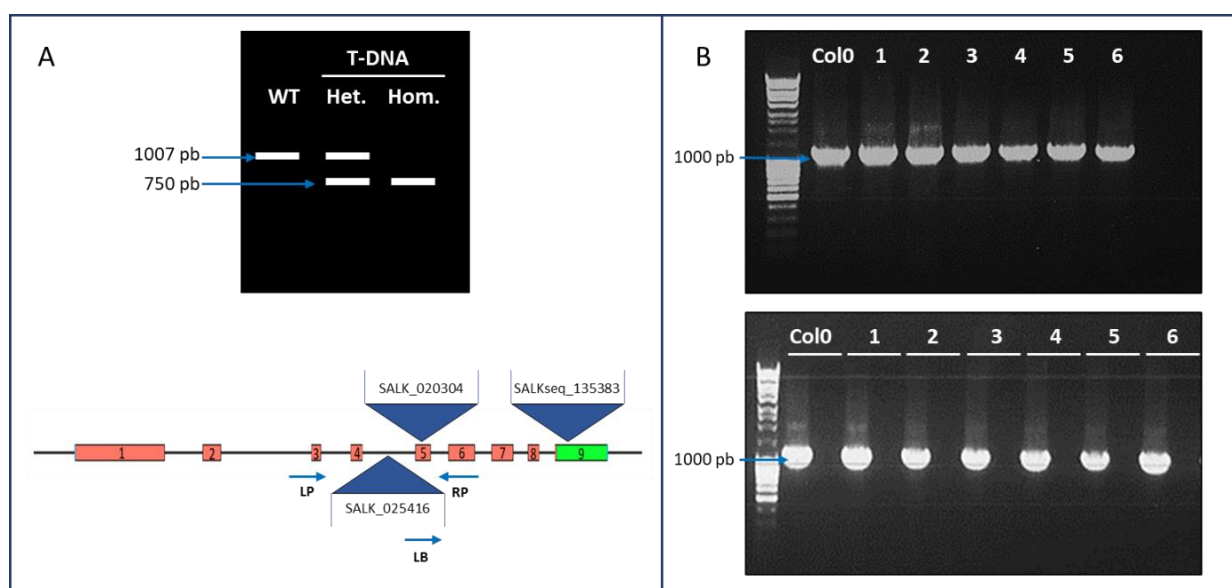 A
T-DNA
WT Het. Hom.
1007 pb
750 pb
SALK_020304
SALKseq_135383
1 2 3 4 5 6 7 8 9
LP
RP
SALK_025416
LB
B
Col0 1 2 3 4 5 6
1000 pb
Col0 1 2 3 4 5 6
1000 pb